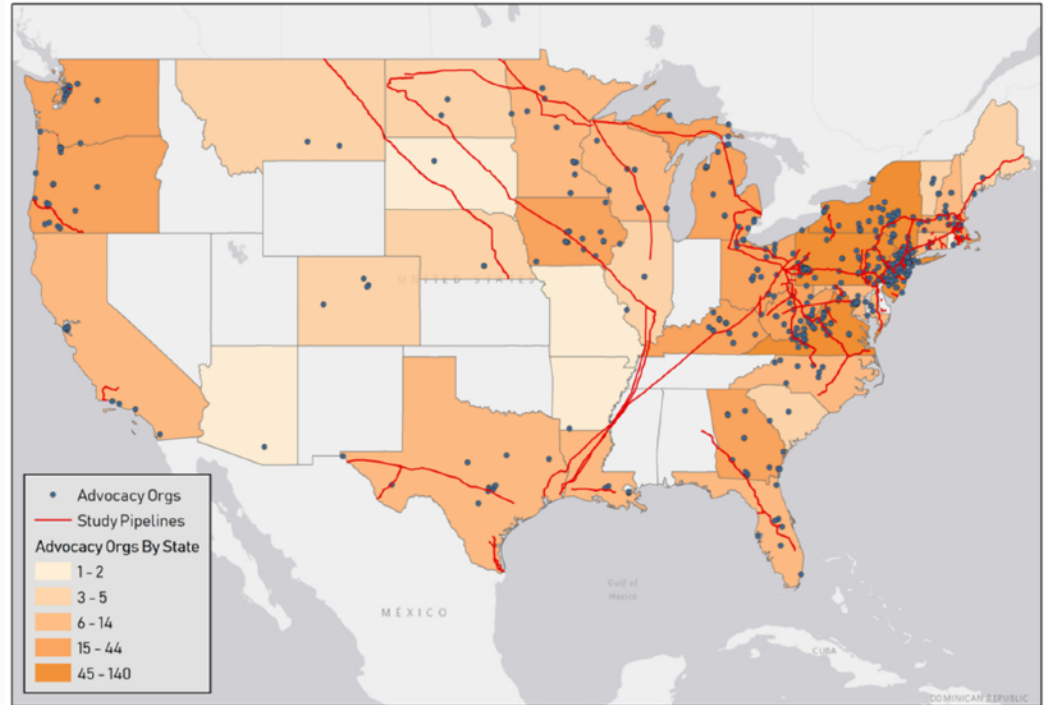 UNITED STATES
Advocacy Orgs
Study Pipelines
Advocacy Orgs By State
1 - 2
3 - 5
6 - 14
15 - 44
45 - 140
MÉXICO
Gulf of
Mexico
CUBA
DOMINICAN REPUBLIC